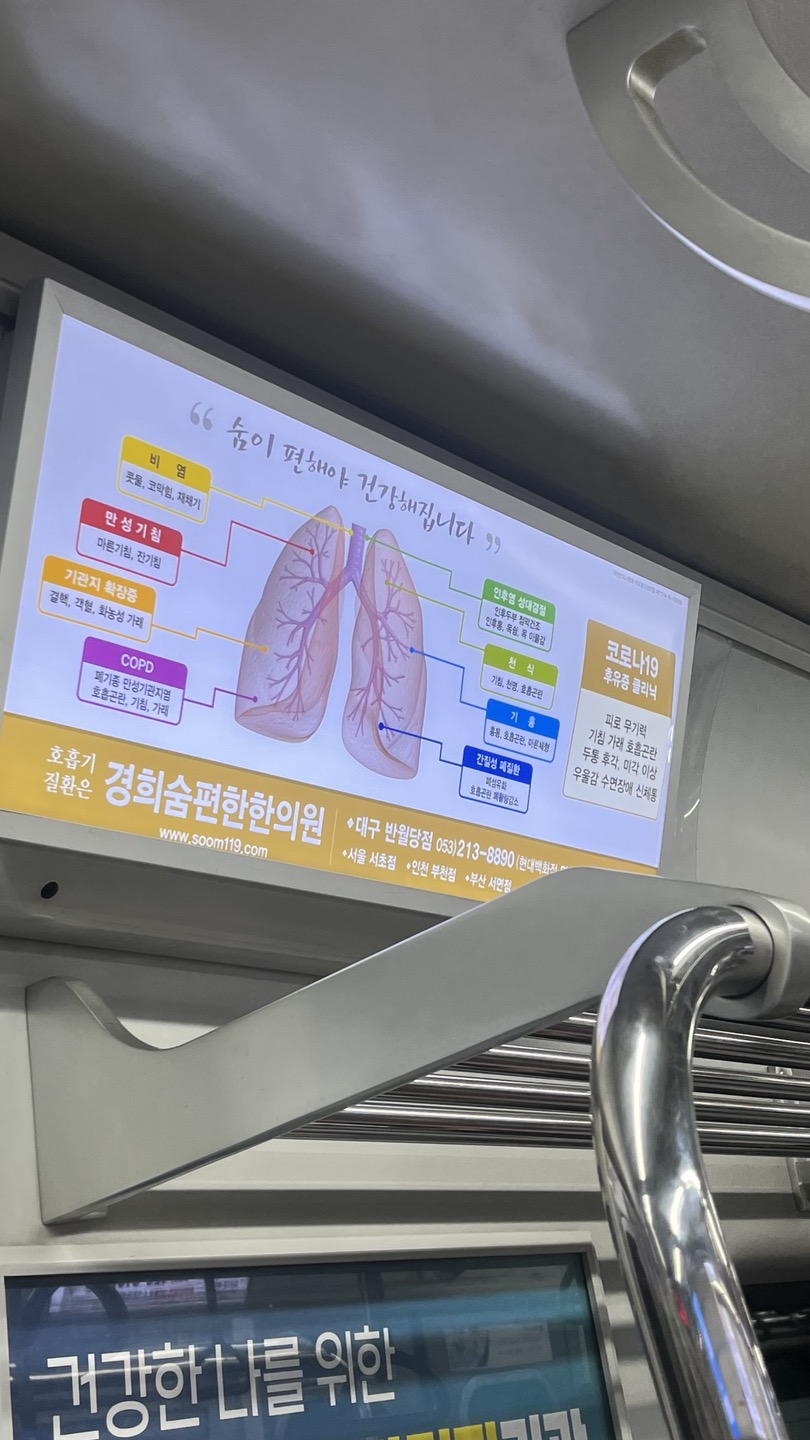 “ 숨이 편해야 건강해집니다 ”
비 염
콧물, 코막힘, 재채기
만성기침
마른기침, 잔기침
기관지 확장증
결핵, 객혈, 화농성 가래
COPD
폐기종 만성기관지염
호흡곤란, 기침, 가래
인후염 성대결절
인후두부 점막건조
인후통, 목쉼, 목 이물감
천 식
기침, 천명, 호흡곤란
기 흉
흉통, 호흡곤란, 마른체형
간질성 폐질환
폐섬유화
호흡곤란 폐활량감소
코로나19
후유증 클리닉
피로 무기력
기침 가래 호흡곤란
두통 후각, 미각 이상
우울감 수면장애 신체통
호흡기
질환은
경희숨편한한의원
www.soom119.com
◆대구 반월당점 053)213-8890 (현대백화점
◆서울 서초점 ◆인천 부천점 ◆부산 서면점
건강한 나를 위한